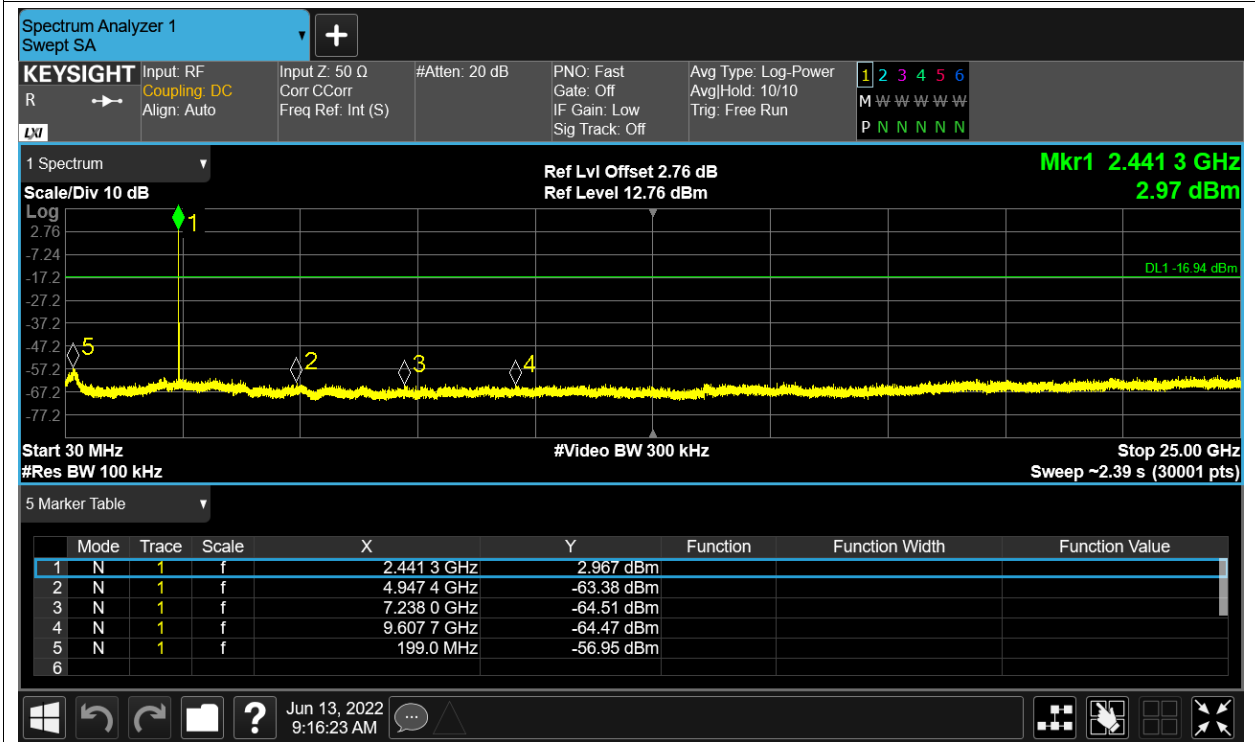 Spectrum Analyzer 1
Swept SA
KEYSIGHT
R
LXI
Input: RF
Coupling: DC
Align: Auto
Input Z: 50 Ω
Corr CCorr
Freq Ref: Int (S)
#Atten: 20 dB
PNO: Fast
Gate: Off
IF Gain: Low
Sig Track: Off
Avg Type: Log-Power
Avg|Hold: 10/10
Trig: Free Run
1 2 3 4 5 6
M W W W W W
P N N N N N
1 Spectrum
Scale/Div 10 dB
Ref Lvl Offset 2.76 dB
Ref Level 12.76 dBm
Mkr1 2.441 3 GHz
2.97 dBm
Log
2.76
-7.24
-17.2
-27.2
-37.2
-47.2
-57.2
-67.2
-77.2
1
DL1 -16.94 dBm
5
2
3
4
Start 30 MHz
#Video BW 300 kHz
Stop 25.00 GHz
#Res BW 100 kHz
Sweep ~2.39 s (30001 pts)
5 Marker Table
Mode Trace Scale X Y Function Function Width Function Value
1 N 1 f 2.441 3 GHz 2.967 dBm
2 N 1 f 4.947 4 GHz -63.38 dBm
3 N 1 f 7.238 0 GHz -64.51 dBm
4 N 1 f 9.607 7 GHz -64.47 dBm
5 N 1 f 199.0 MHz -56.95 dBm
6
?
Jun 13, 2022
9:16:23 AM